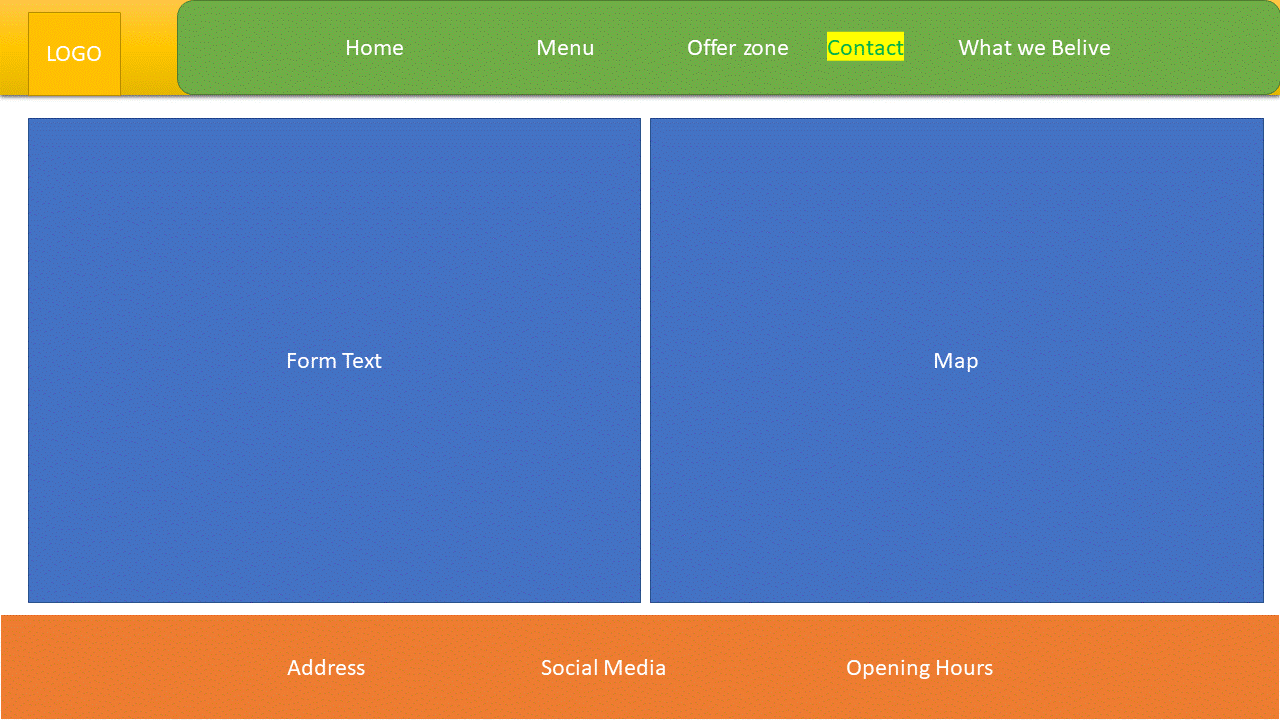 LOGO
Home Menu Offer zone Contact What we Belive
Form Text
Map
Address Social Media Opening Hours